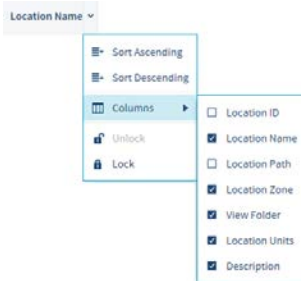 Location Name
Sort Ascending
Sort Descending
Columns
Unlock
Lock
Location ID
Location Name
Location Path
Location Zone
View Folder
Location Units
Description